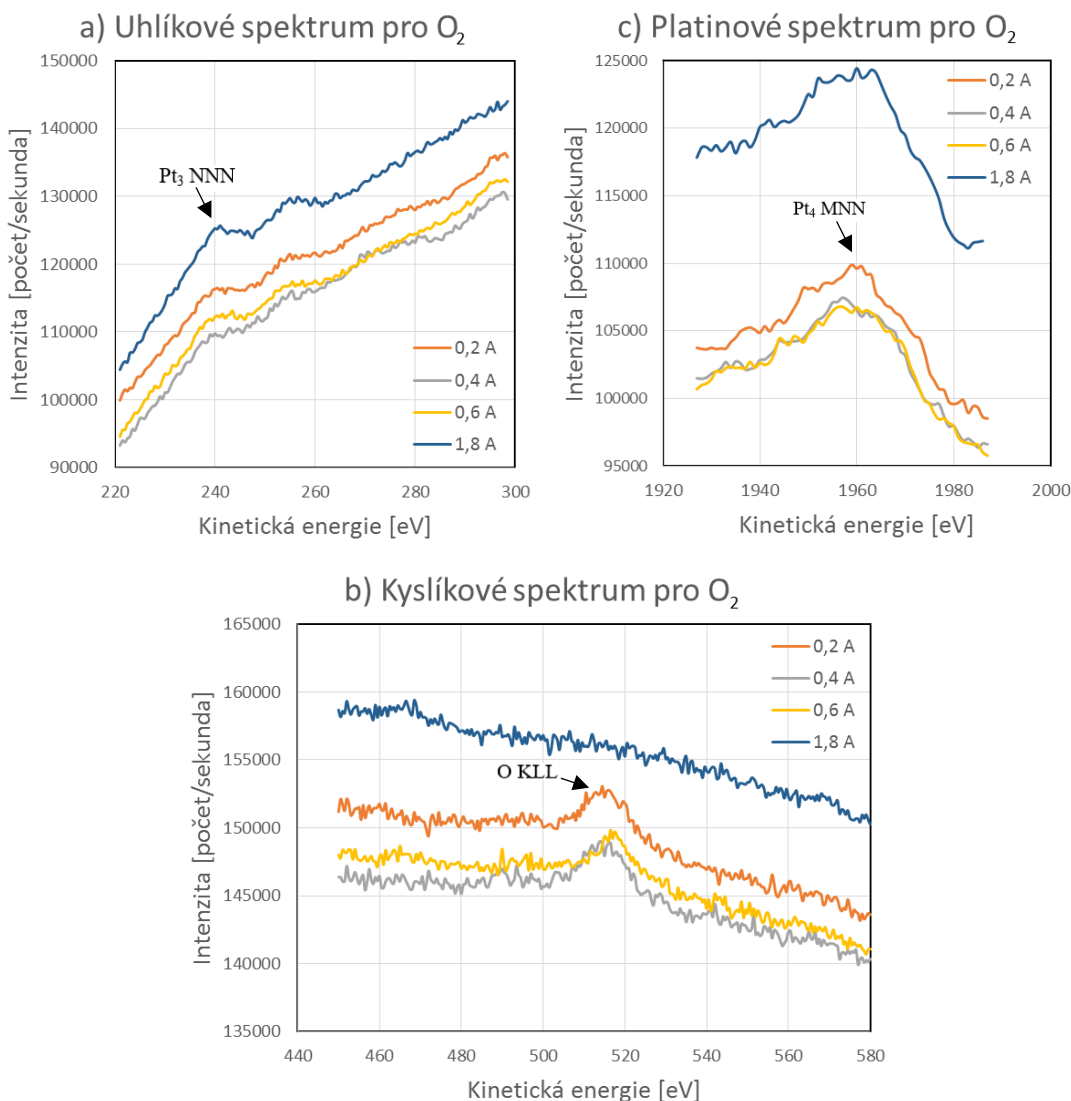 a) Uhlíkové spektrum pro O₂
Intenzita [počet/sekunda]
150000
140000
130000
120000
110000
100000
90000
Pt₃ NNN
0,2 A
0,4 A
0,6 A
1,8 A
220 240 260 280 300
Kinetická energie [eV]
c) Platinové spektrum pro O₂
Intenzita [počet/sekunda]
125000
120000
115000
110000
105000
100000
95000
0,2 A
0,4 A
0,6 A
1,8 A
Pt₄ MNN
1920 1940 1960 1980 2000
Kinetická energie [eV]
b) Kyslíkové spektrum pro O₂
Intenzita [počet/sekunda]
165000
160000
155000
150000
145000
140000
135000
0,2 A
0,4 A
0,6 A
1,8 A
O KLL
440 460 480 500 520 540 560 580
Kinetická energie [eV]